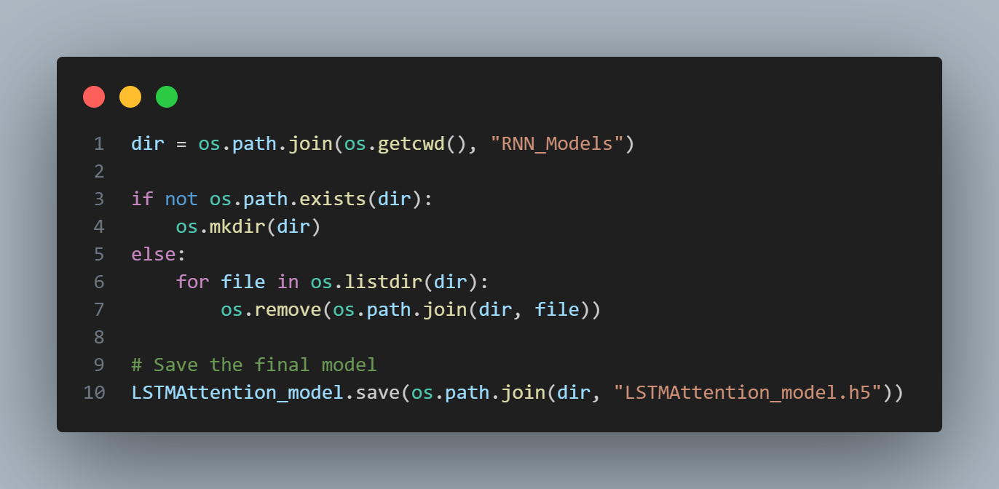 1 dir = os.path.join(os.getcwd(), "RNN_Models")
2
3 if not os.path.exists(dir):
4     os.mkdir(dir)
5 else:
6     for file in os.listdir(dir):
7         os.remove(os.path.join(dir, file))
8
9 # Save the final model
10 LSTMAttention_model.save(os.path.join(dir, "LSTMAttention_model.h5"))